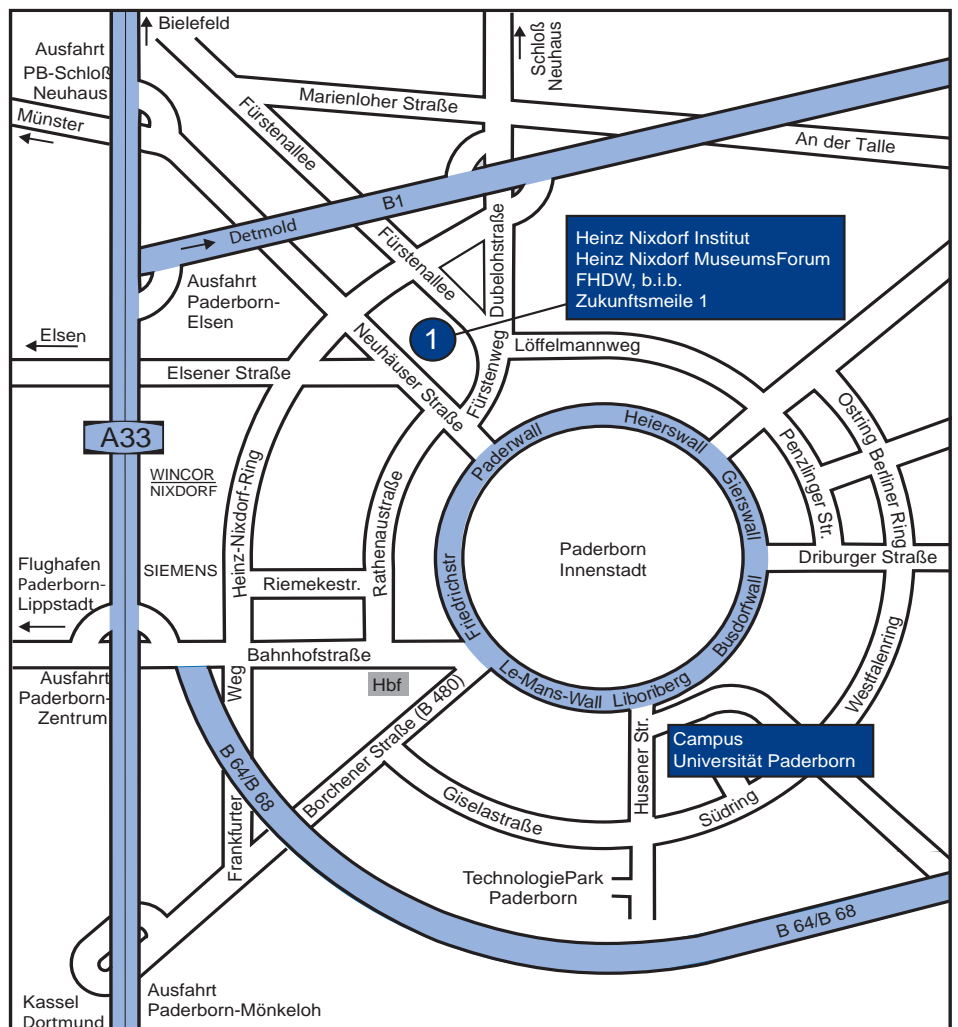 Bielefeld
Ausfahrt
PB-Schloß
Neuhaus
Schloß
Neuhaus
Münster
Marienloher Straße
Fürstenallee
An der Talle
B1
Detmold
Dubelohstraße
Fürstenallee
Ausfahrt
Paderborn-
Elsen
Heinz Nixdorf Institut
Heinz Nixdorf MuseumsForum
FHDW, b.i.b.
Zukunftsmeile 1
Elsen
1
Neuhäuser Straße
Löffelmannweg
Elsener Straße
Fürstenweg
Ostring
Berliner Ring
A33
Paderwall
Heierswall
Gierswall
Penzlinger Str.
WINCOR
NIXDORF
Heinz-Nixdorf-Ring
Rathenaustraße
Flughafen
Paderborn-
Lippstadt
SIEMENS
Riemekestr.
Friedrichstr
Paderborn
Innenstadt
Driburger Straße
Busdorfwall
Westfalenring
Bahnhofstraße
Le-Mans-Wall
Liboriberg
Hbf
Weg
Ausfahrt
Paderborn-
Zentrum
Borchener Straße (B 480)
Husener Str.
Campus
Universität Paderborn
B 64/B 68
Giselastraße
Südring
Frankfurter
TechnologiePark
Paderborn
B 64/B 68
Kassel
Dortmund
Ausfahrt
Paderborn-Mönkeloh